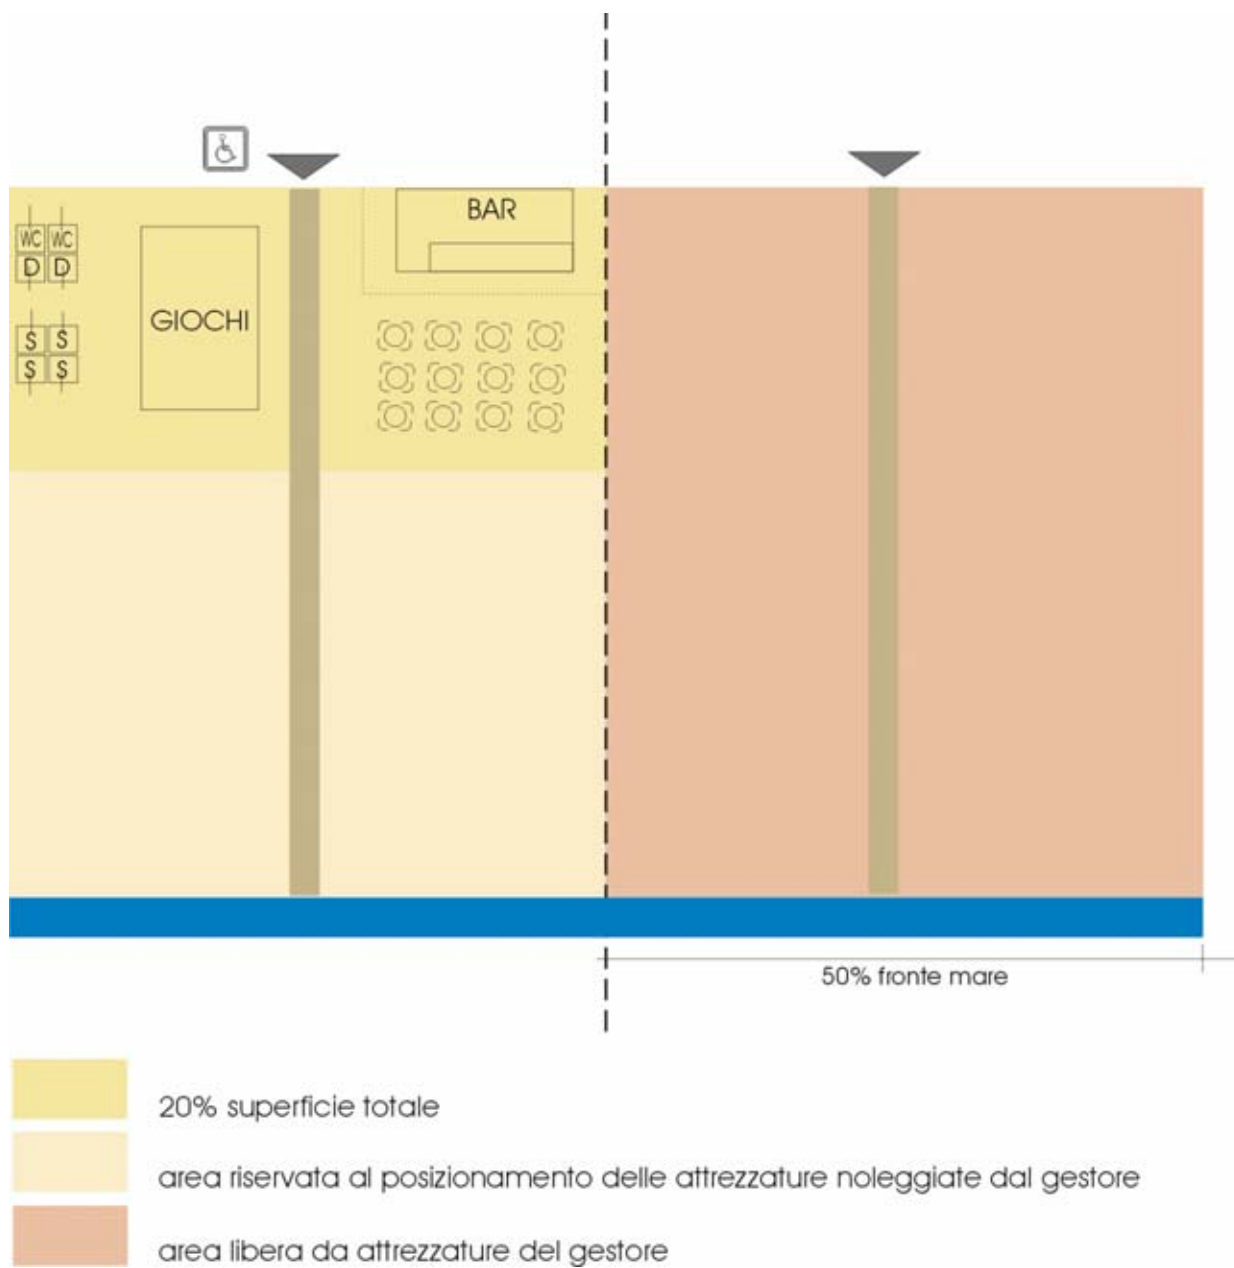 BAR
WC WC
D D
GIOCHI
S S
S S
50% fronte mare
20% superficie totale
area riservata al posizionamento delle attrezzature noleggiate dal gestore
area libera da attrezzature del gestore